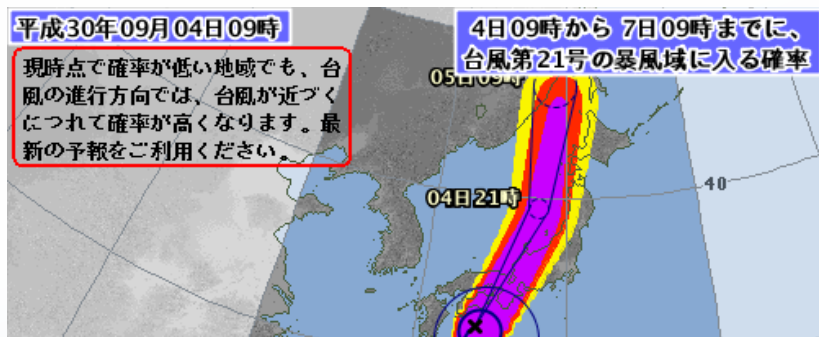 平成30年09月04日09時
現時点で確率が低い地域でも、台
風の進行方向では、台風が近づく
につれて確率が高くなります。最
新の予報をご利用ください。
4日09時から 7日09時までに、
台風第21号の暴風域に入る確率
05日09時
04日21時
40